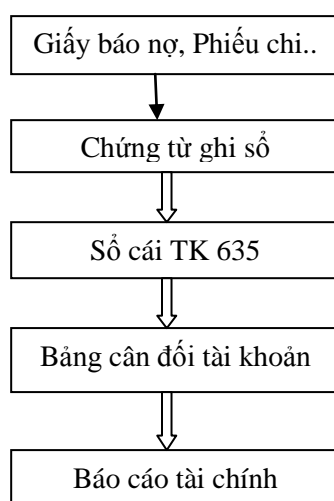 Giấy báo nợ, Phiếu chi..
Chứng từ ghi sổ
Sổ cái TK 635
Bảng cân đối tài khoản
Báo cáo tài chính